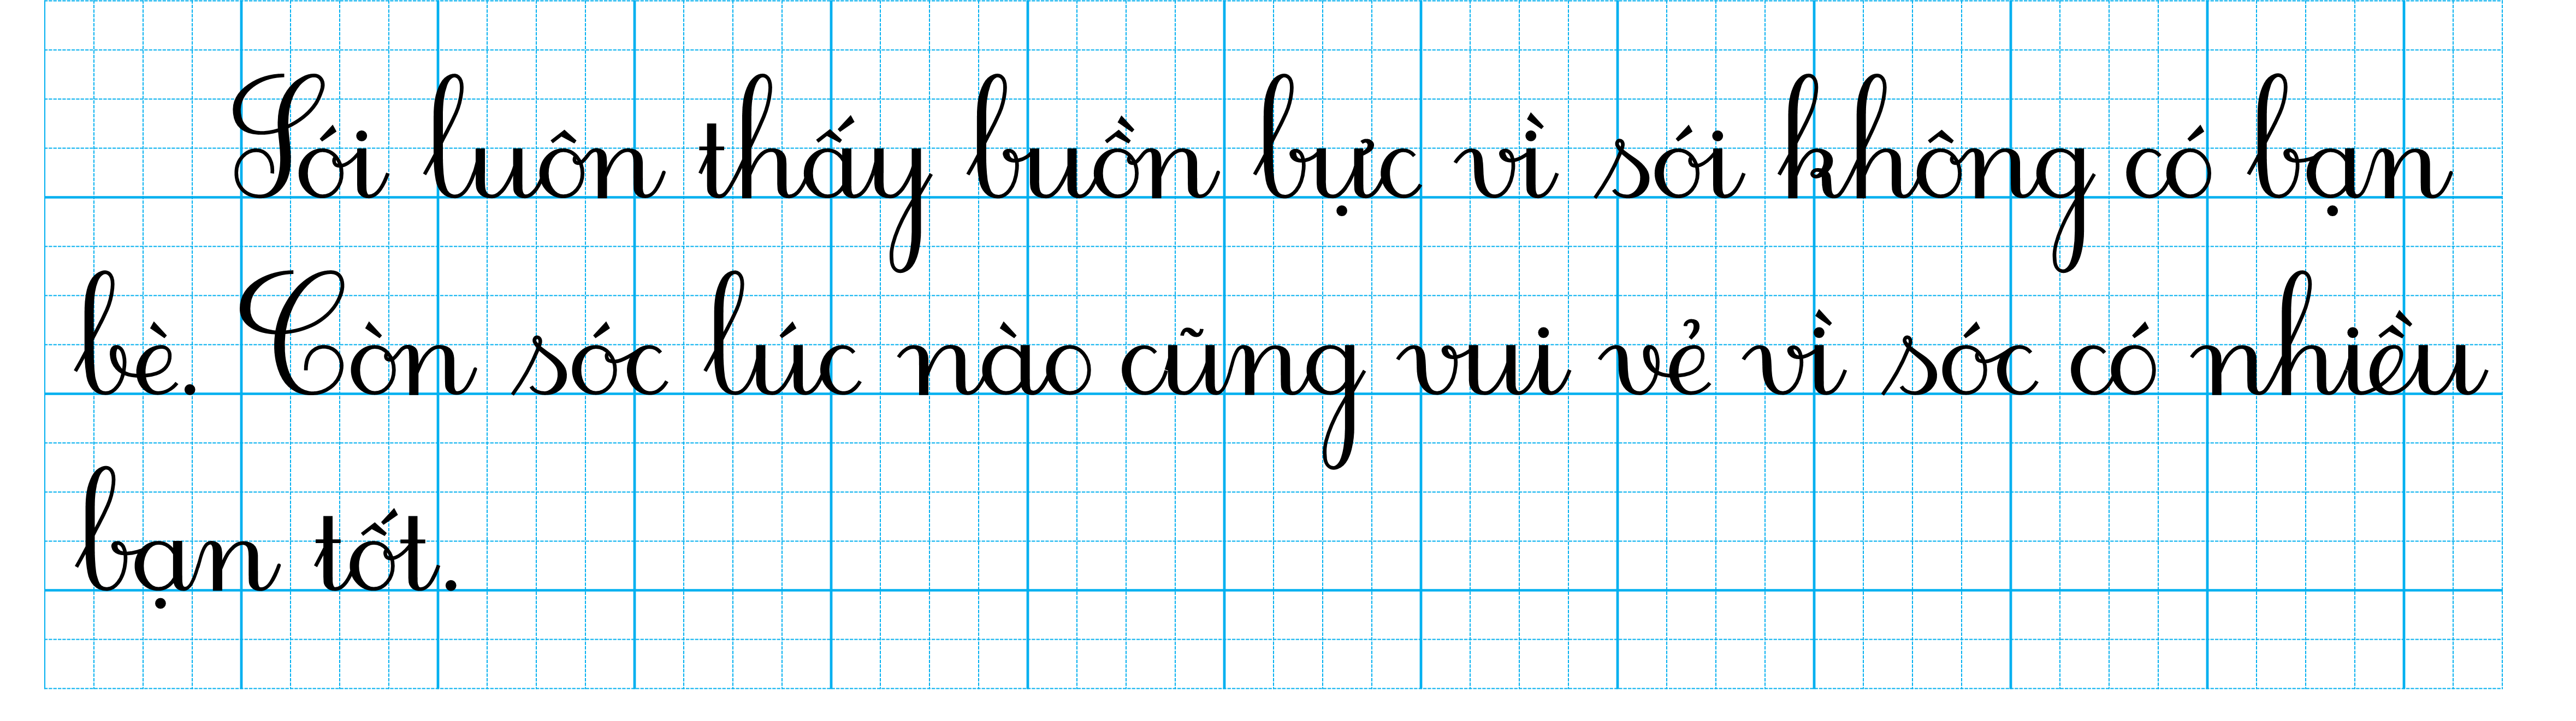 Sói luôn thấy buồn bực vì sói không có bạn
bè. Còn sóc lúc nào cũng vui vẻ vì sóc có nhiều
bạn tốt.